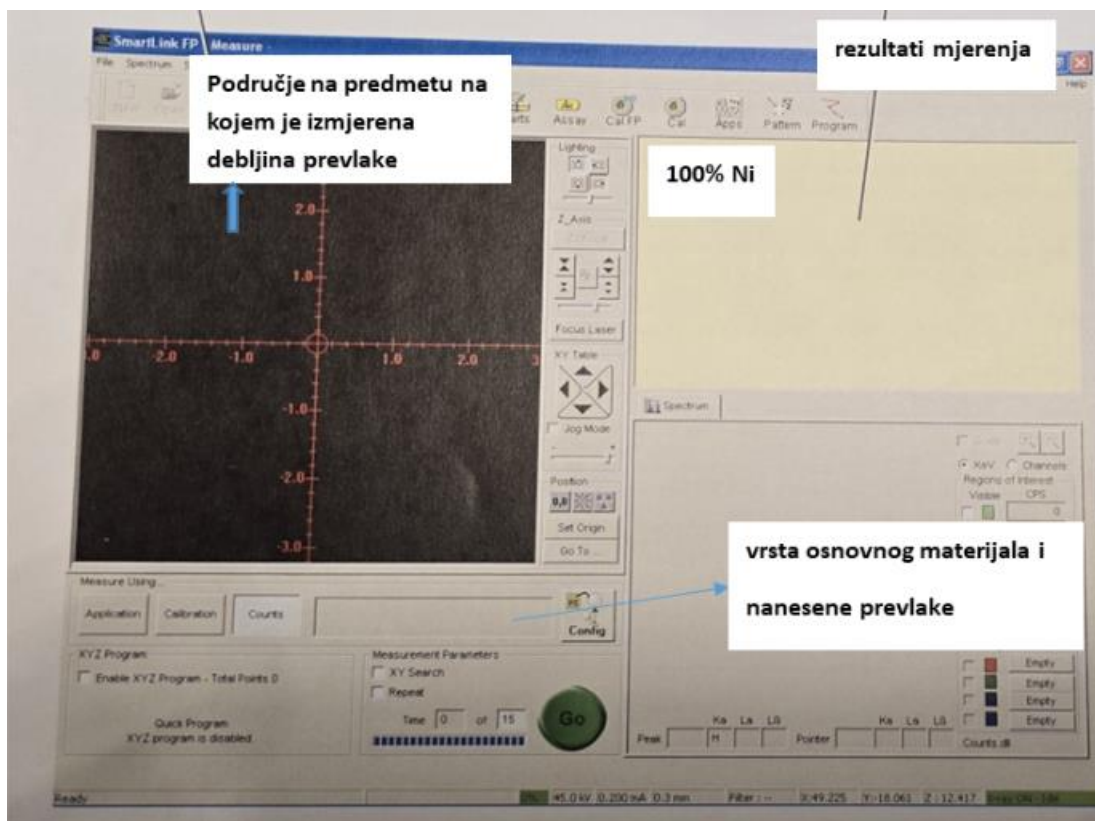 SmartLink FP - Measure -
File Spectrum
Help
Područje na predmetu na
kojem je izmjerena
debljina prevlake
rezultati mjerenja
Assay Cal FP Cal Apps Pattern Program
100% Ni
Lighting
Z_Axis
Focus Laser
XY Table
Jog Mode
- +
Position
0,0
Set Origin
Go To ...
2.0
1.0
.0 -2.0 -1.0 1.0 2.0 3
-1.0
-2.0
-3.0
Spectrum
KeV Channels
Regions of Interest
Visible CPS
0
vrsta osnovnog materijala i
nanesene prevlake
Measure Using...
Application Calibration Counts
Config
XYZ Program
Enable XYZ Program - Total Points 0
Quick Program
XYZ program is disabled
Measurement Parameters
XY Search
Repeat
Time 0 of 15
Go
Empty
Empty
Empty
Empty
Ka La Lß Ka La Lß
Peak M Pointer
Counts.dll
Ready
0% 45.0 kV 0.200 mA 0.3 mm Filter : -- X:49.225 Y:-18.061 Z : 12.417